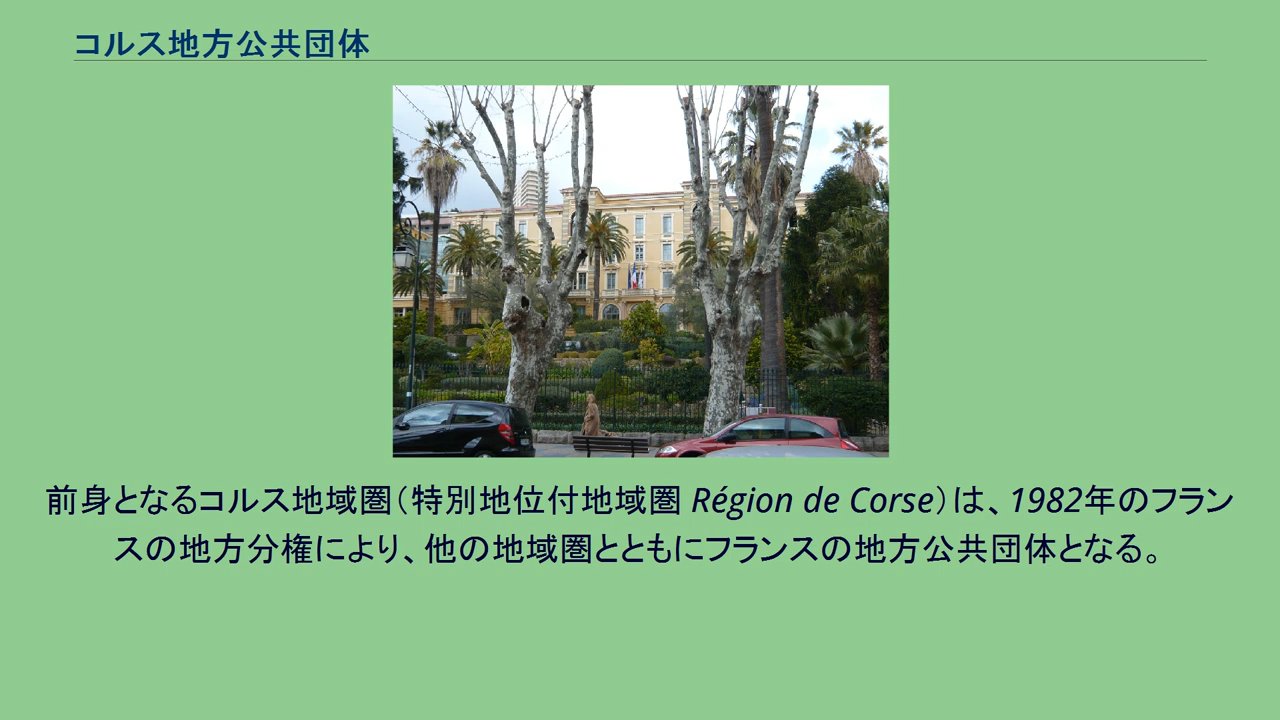 コルス地方公共団体
前身となるコルス地域圏（特別地位付地域圏 Région de Corse）は、1982年のフラン
スの地方分権により、他の地域圏とともにフランスの地方公共団体となる。